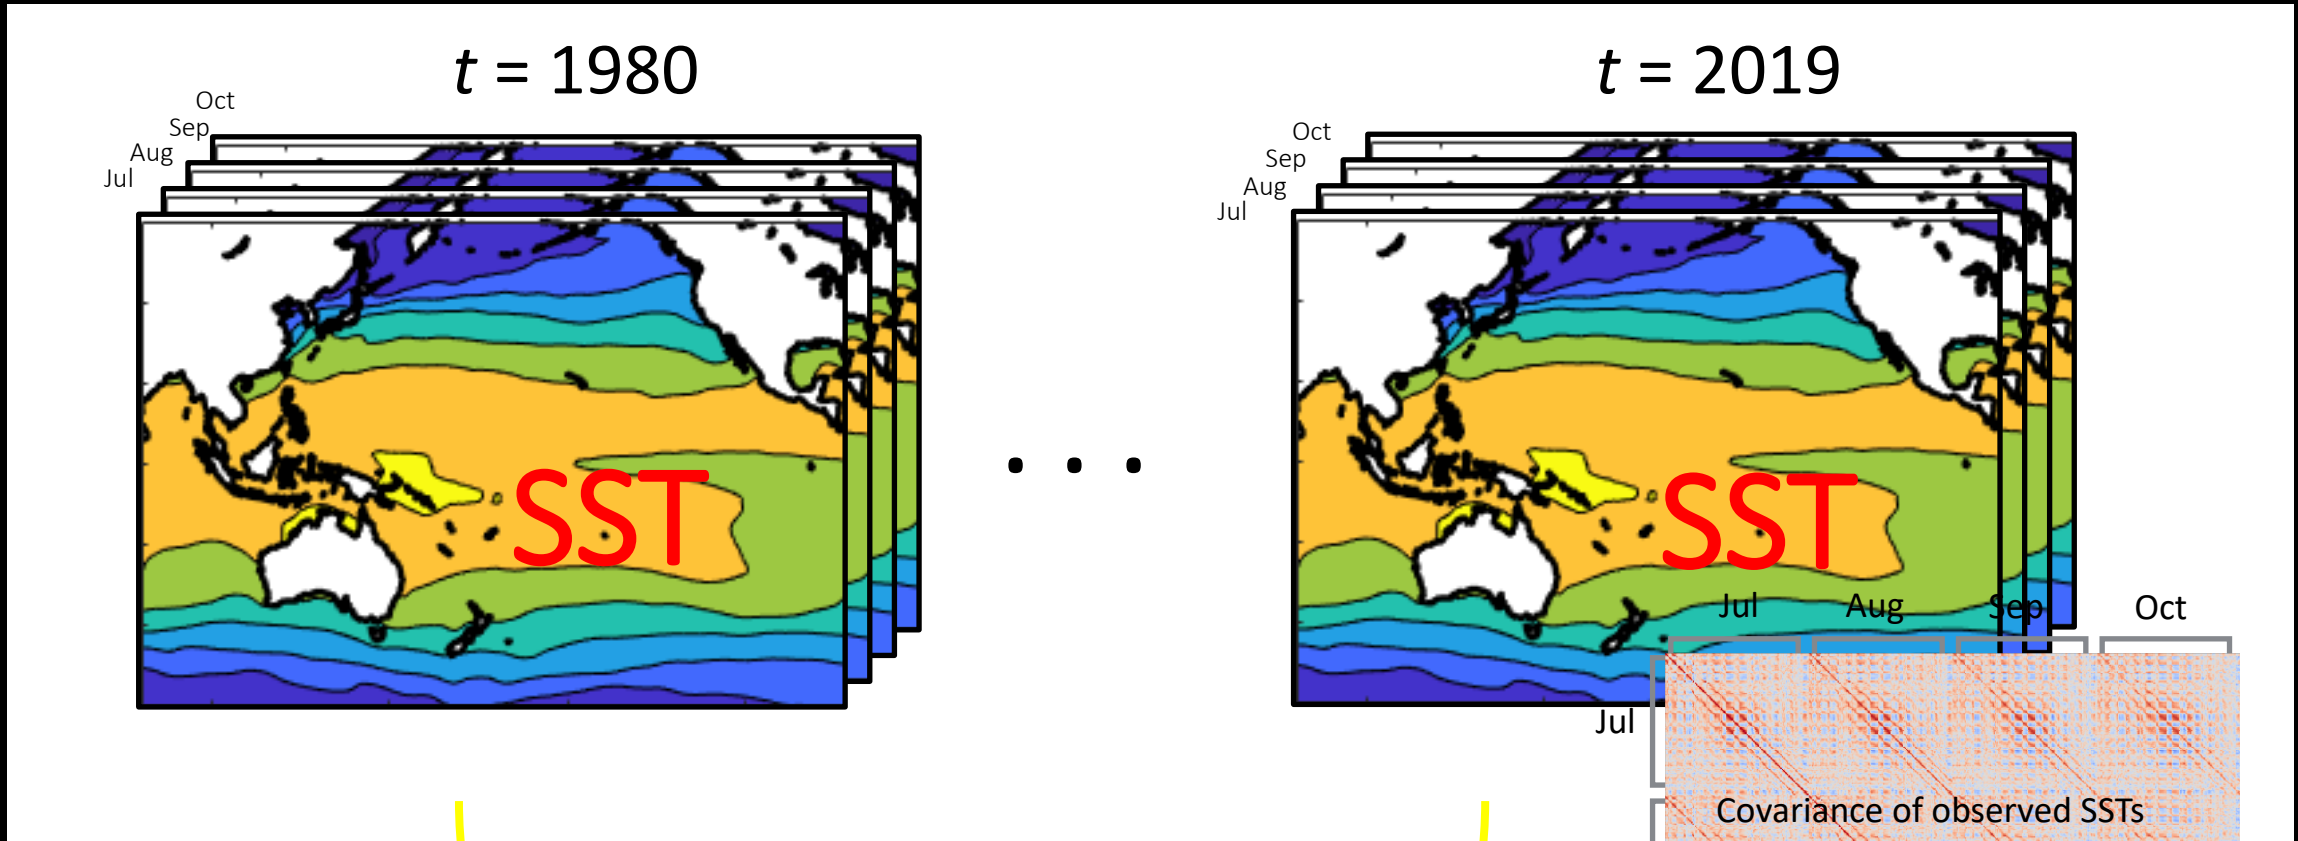 t = 1980
t = 2019
Oct
Sep
Aug
Jul
Oct
Sep
Aug
Jul
SST
. . .
SST
Jul Aug Sep Oct
Jul
Covariance of observed SSTs